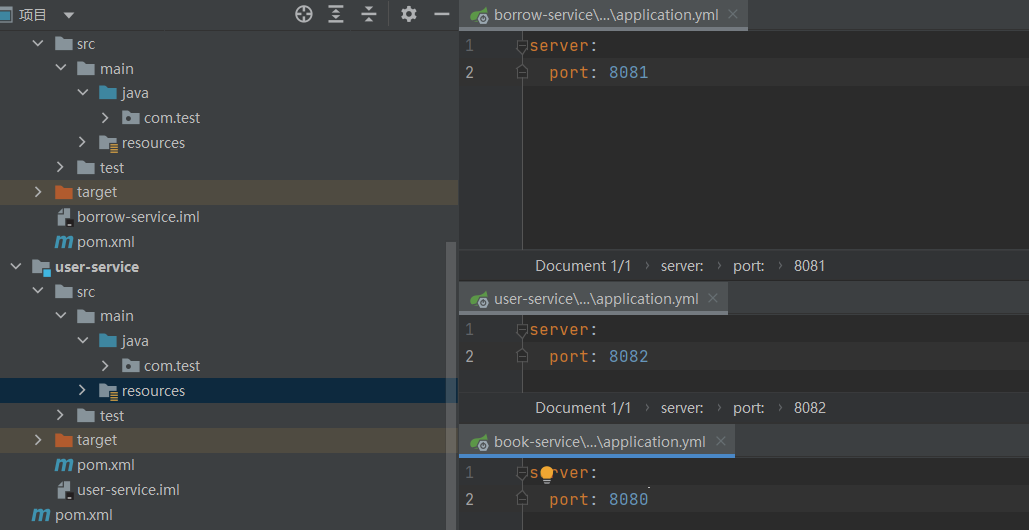 项目
src
main
java
com.test
resources
test
target
borrow-service.iml
pom.xml
user-service
src
main
java
com.test
resources
test
target
pom.xml
user-service.iml
pom.xml
borrow-service\...\application.yml
1 server:
2 port: 8081
Document 1/1 › server: › port: › 8081
user-service\...\application.yml
1 server:
2 port: 8082
Document 1/1 › server: › port: › 8082
book-service\...\application.yml
1 server:
2 port: 8080